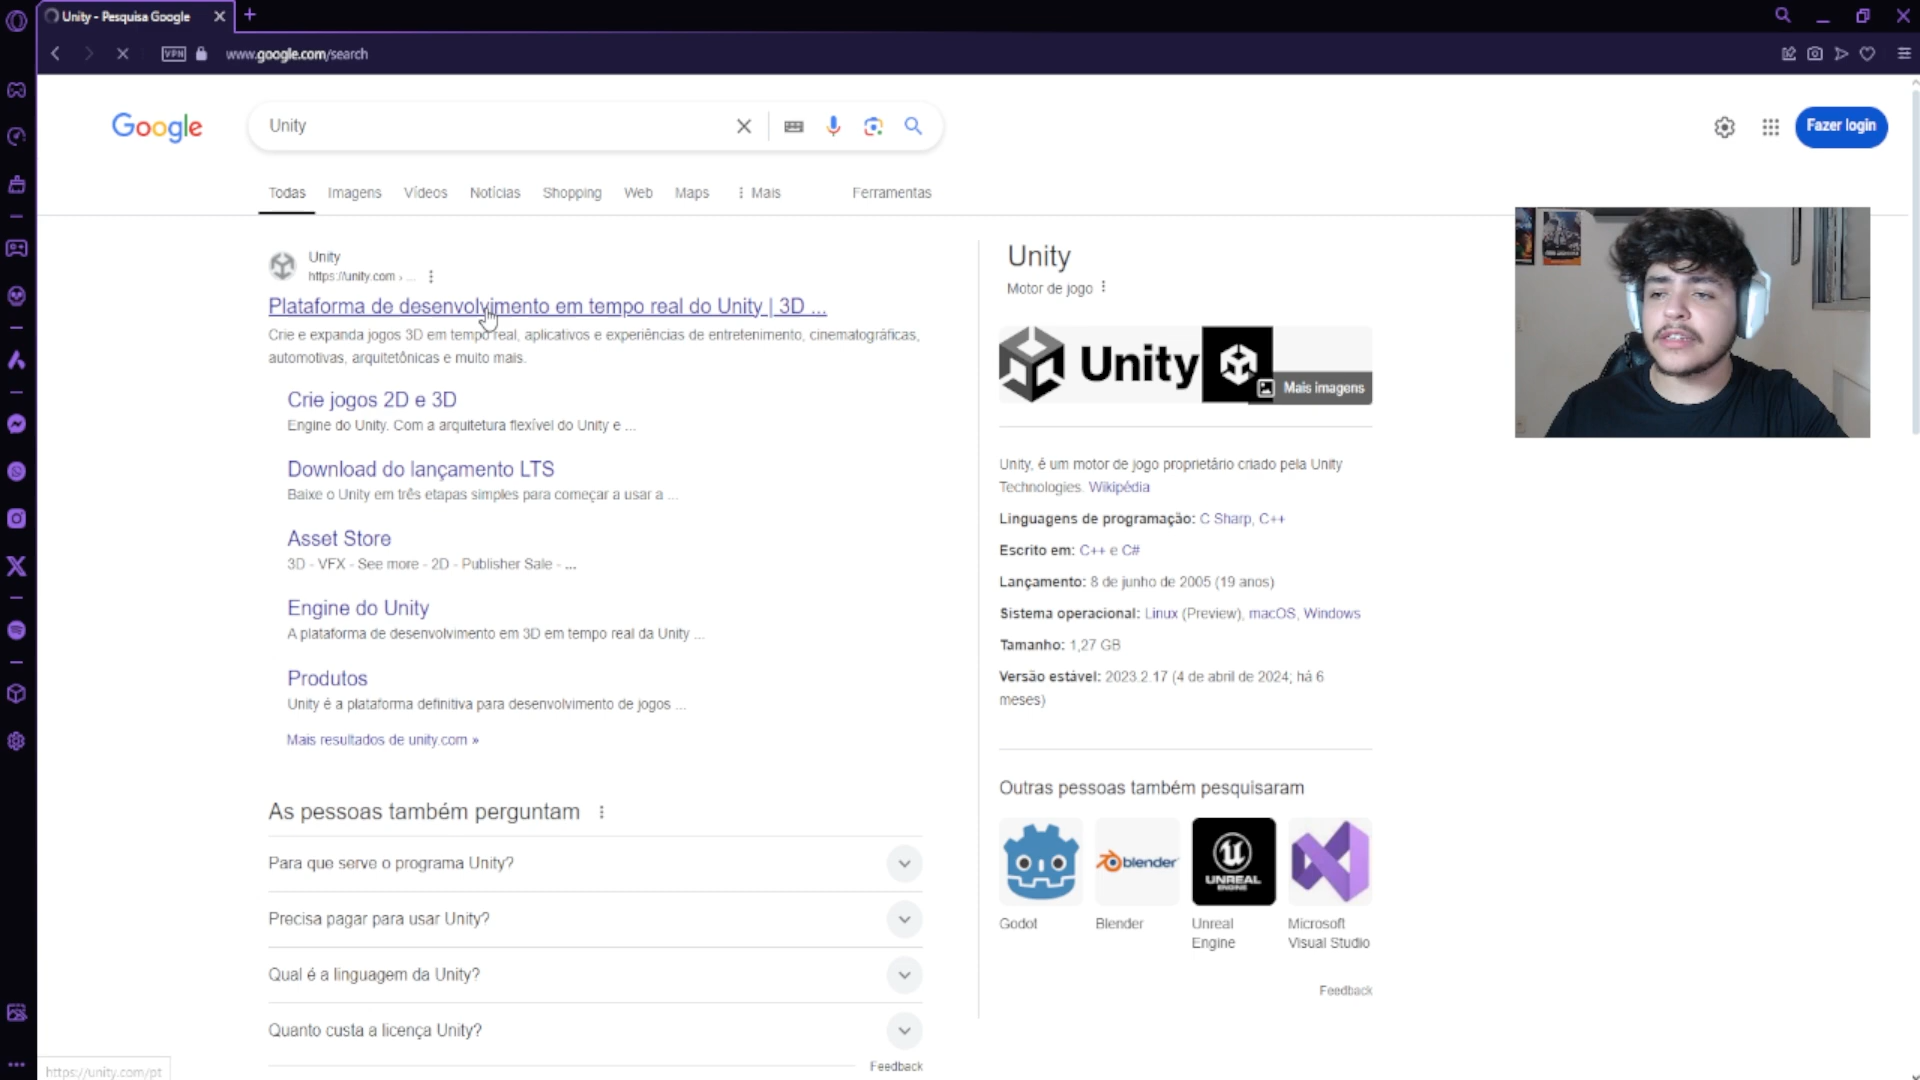 Unity - Pesquisa Google
VPN
www.google.com/search
Google
Unity
Fazer login
Todas
Imagens
Vídeos
Notícias
Shopping
Web
Maps
Mais
Ferramentas
Unity
https://unity.com › ...
Plataforma de desenvolvimento em tempo real do Unity | 3D ...
Crie e expanda jogos 3D em tempo real, aplicativos e experiências de entretenimento, cinematográficas,
automotivas, arquitetônicas e muito mais.
Crie jogos 2D e 3D
Engine do Unity. Com a arquitetura flexível do Unity e ...
Download do lançamento LTS
Baixe o Unity em três etapas simples para começar a usar a ...
Asset Store
3D - VFX - See more - 2D - Publisher Sale - ...
Engine do Unity
A plataforma de desenvolvimento em 3D em tempo real da Unity ...
Produtos
Unity é a plataforma definitiva para desenvolvimento de jogos ...
Mais resultados de unity.com »
As pessoas também perguntam
Para que serve o programa Unity?
Precisa pagar para usar Unity?
Qual é a linguagem da Unity?
Quanto custa a licença Unity?
Feedback
https://unity.com/pt
Unity
Motor de jogo
Unity
Mais imagens
Unity, é um motor de jogo proprietário criado pela Unity
Technologies. Wikipédia
Linguagens de programação: C Sharp, C++
Escrito em: C++ e C#
Lançamento: 8 de junho de 2005 (19 anos)
Sistema operacional: Linux (Preview), macOS, Windows
Tamanho: 1,27 GB
Versão estável: 2023.2.17 (4 de abril de 2024; há 6
meses)
Outras pessoas também pesquisaram
blender
UNREAL
ENGINE
Godot
Blender
Unreal
Engine
Microsoft
Visual Studio
Feedback